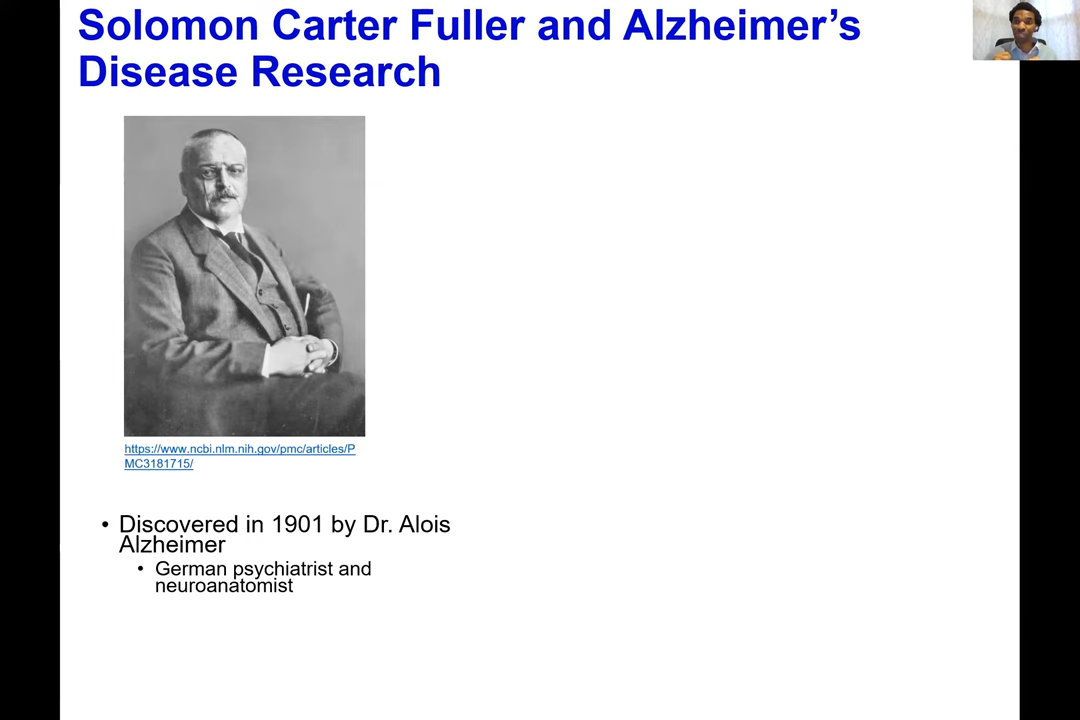 Solomon Carter Fuller and Alzheimer’s
Disease Research
https://www.ncbi.nlm.nih.gov/pmc/articles/P
MC3181715/
• Discovered in 1901 by Dr. Alois
Alzheimer
• German psychiatrist and
neuroanatomist